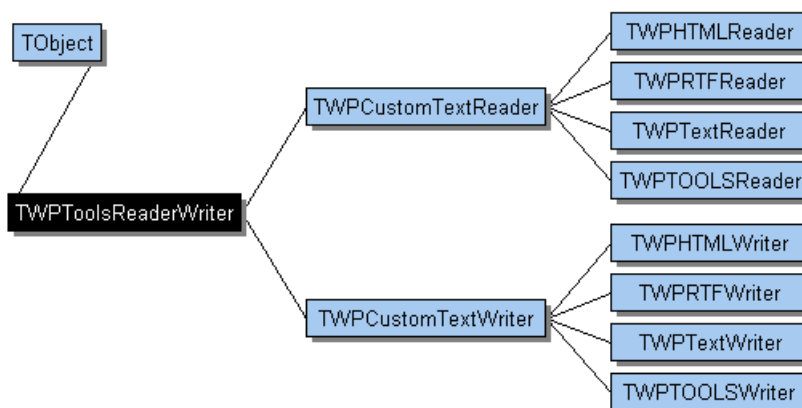 TObject
TWPToolsReaderWriter
TWPCustomTextReader
TWPHTMLReader
TWPRTFReader
TWPTextReader
TWPTOOLSReader
TWPCustomTextWriter
TWPHTMLWriter
TWPRTFWriter
TWPTextWriter
TWPTOOLSWriter